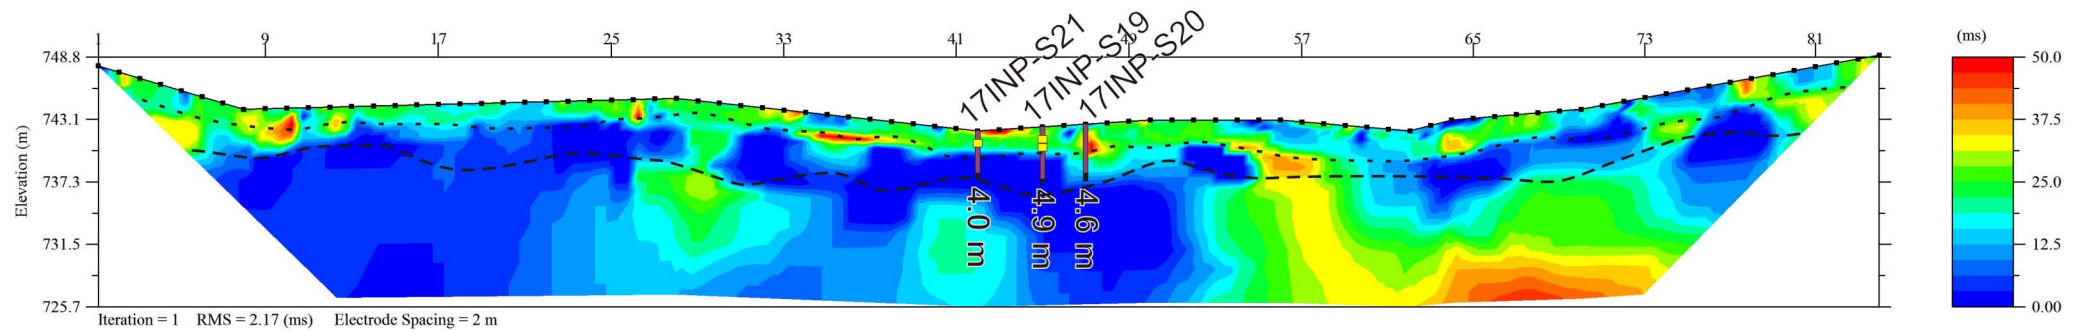 17INP-S21
17INP-S19
17INP-S20
1 9 17 25 33 41 49 57 65 73 81
(ms)
Elevation (m)
748.8
743.1
737.3
731.5
725.7
4.0 m
4.9 m
4.6 m
50.0
37.5
25.0
12.5
0.00
Iteration = 1 RMS = 2.17 (ms) Electrode Spacing = 2 m